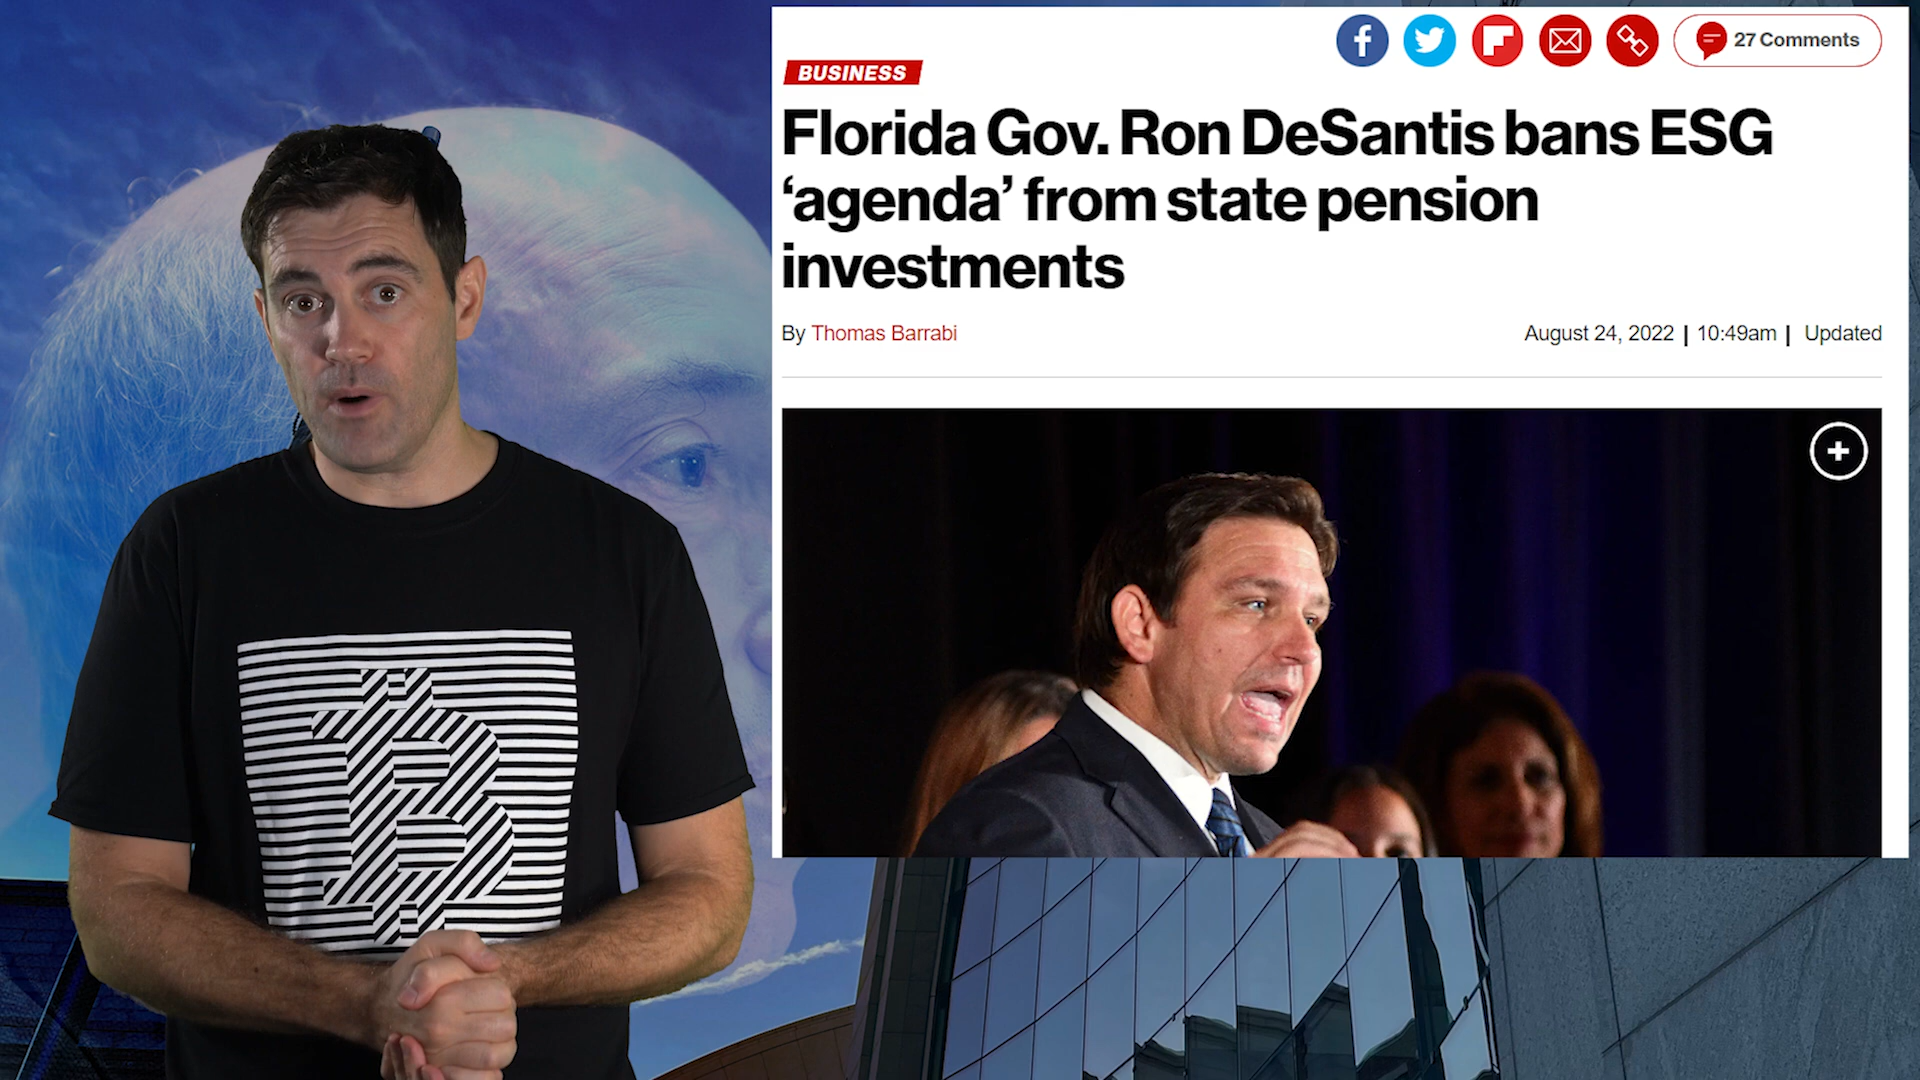 27 Comments
BUSINESS
Florida Gov. Ron DeSantis bans ESG
‘agenda’ from state pension
investments
By Thomas Barrabi
August 24, 2022 | 10:49am | Updated